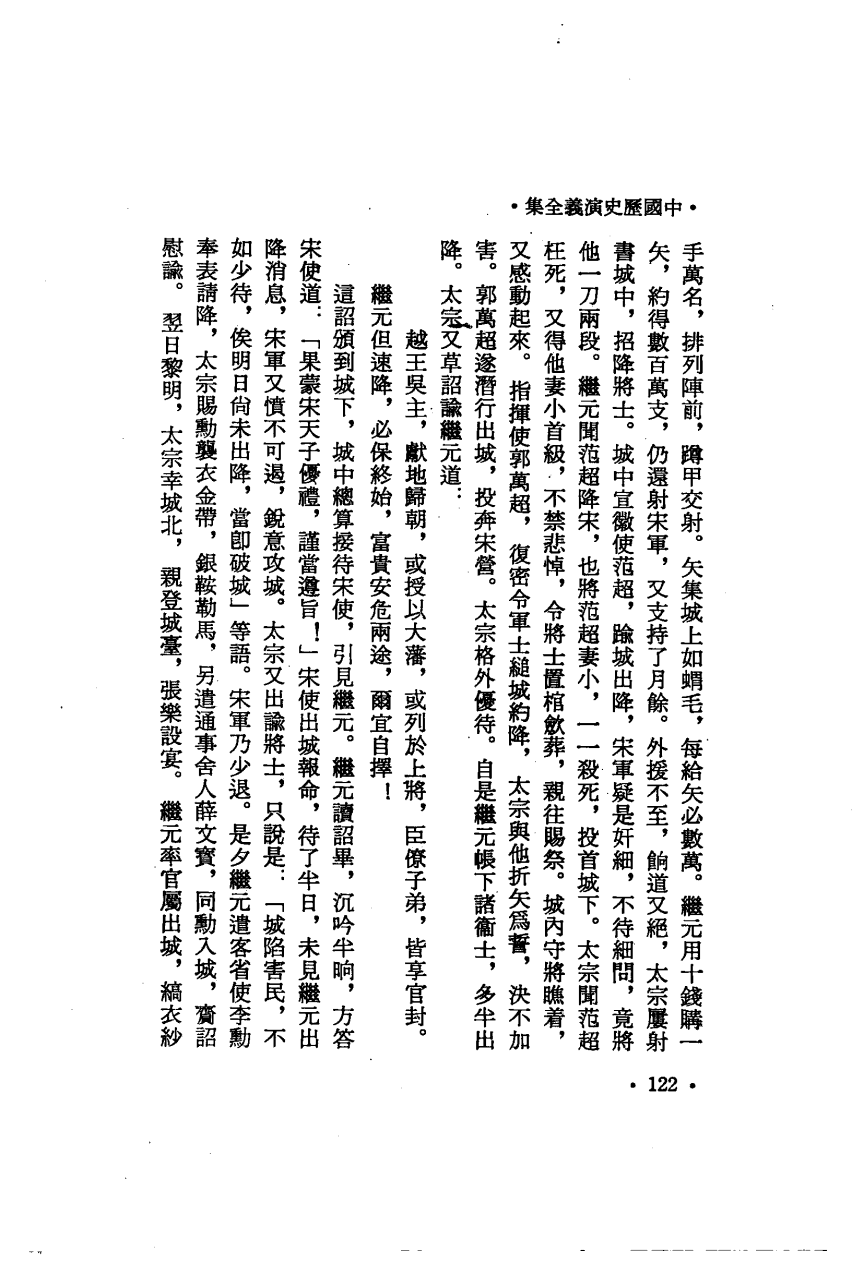 •中國歷史演義全集•
手萬名，排列陣前，蹲甲交射。矢集城上如蝟毛，每給矢必數萬。繼元用十錢購一
矢，約得數百萬支，仍還射宋軍，又支持了月餘。外援不至，餉道又絕，太宗屢射
書城中，招降將士。城中宣徽使范超，踰城出降，宋軍疑是奸細，不待細問，竟將
他一刀兩段。繼元聞范超降宋，也將范超妻小，一一殺死，投首城下。太宗聞范超
枉死，又得他妻小首級，不禁悲悼，令將士置棺斂葬，親往賜祭。城內守將瞧着，
又感動起來。指揮使郭萬超，復密令軍士縋城約降，太宗與他折矢爲誓，決不加
害。郭萬超遂潛行出城，投奔宋營。太宗格外優待。自是繼元帳下諸衞士，多半出
降。太宗又草詔諭繼元道：
越王吳主，獻地歸朝，或授以大藩，或列於上將，臣僚子弟，皆享官封。
繼元但速降，必保終始，富貴安危兩途，爾宜自擇！
這詔頒到城下，城中總算接待宋使，引見繼元。繼元讀詔畢，沉吟半晌，方答
宋使道：「果蒙宋天子優禮，謹當遵旨！」宋使出城報命，待了半日，未見繼元出
降消息，宋軍又憤不可遏，銳意攻城。太宗又出諭將士，只說是：「城陷害民，不
如少待，俟明日尙未出降，當卽破城」等語。宋軍乃少退。是夕繼元遣客省使李勳
奉表請降，太宗賜勳襲衣金帶，銀鞍勒馬，另遣通事舍人薛文寶，同勳入城，齎詔
慰諭。翌日黎明，太宗幸城北，親登城臺，張樂設宴。繼元率官屬出城，縞衣紗
•122•